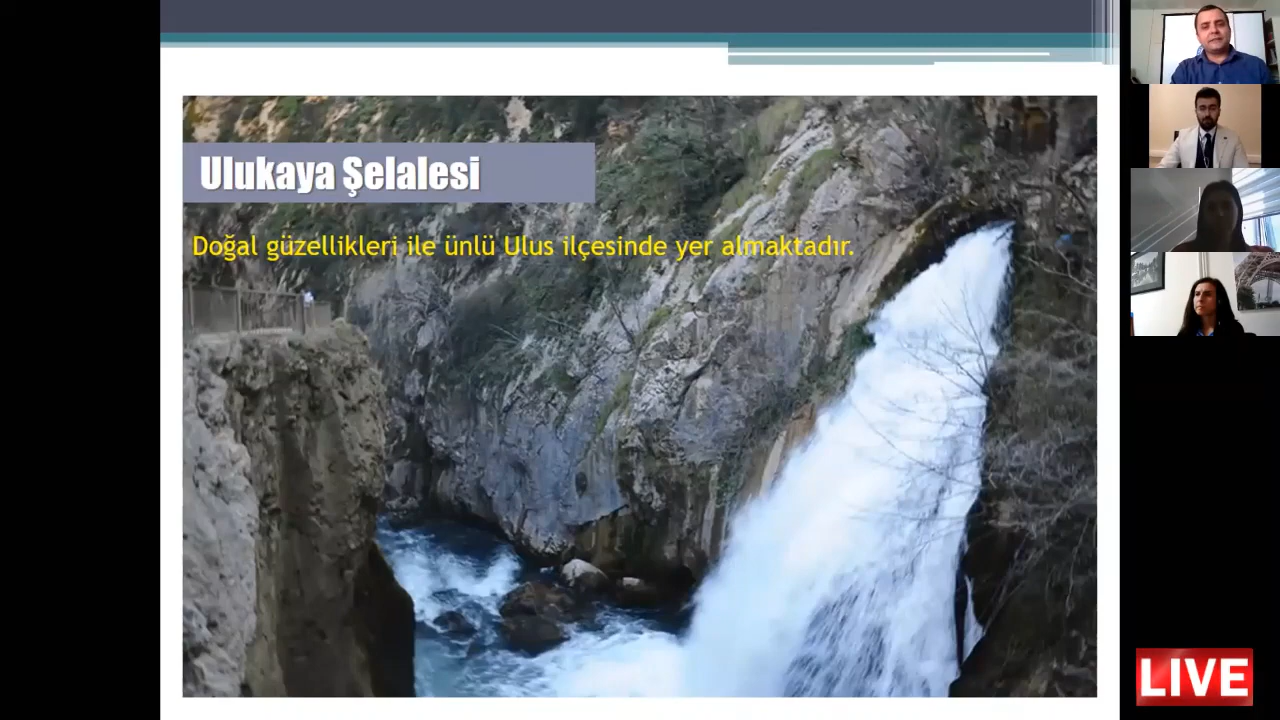 Ulukaya Şelalesi
Doğal güzellikleri ile ünlü Ulus ilçesinde yer almaktadır.
LIVE